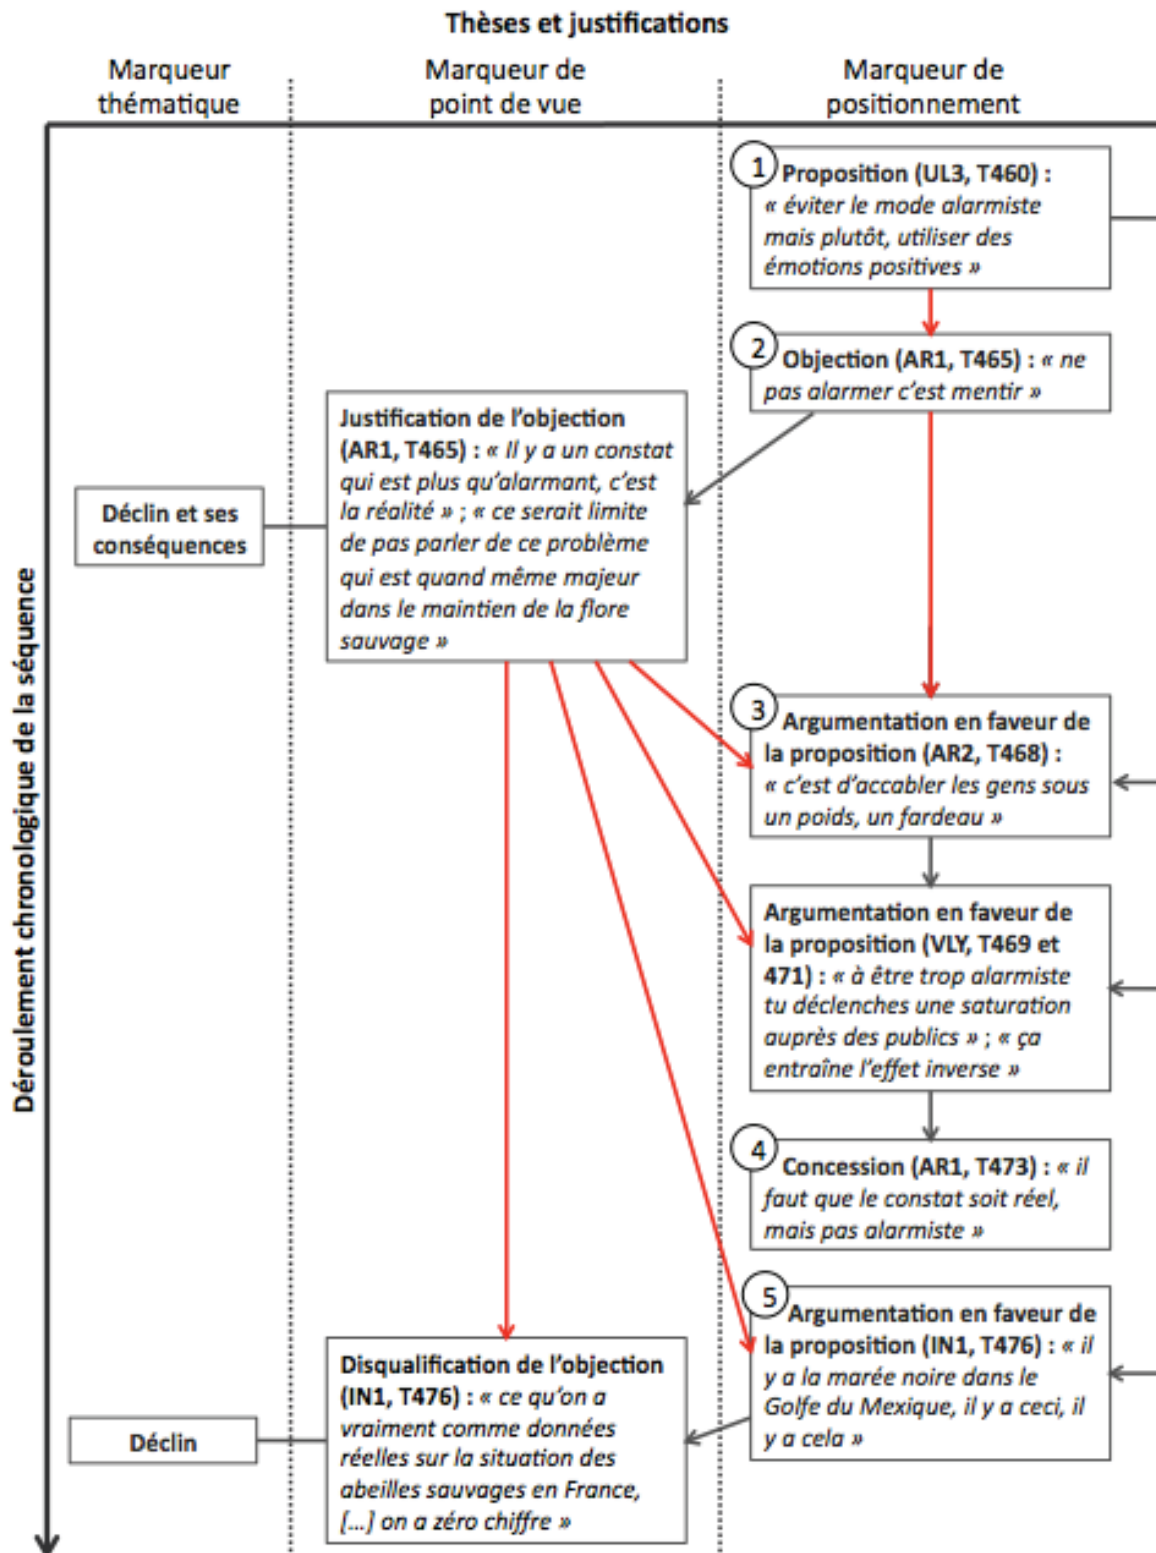 Thèses et justifications
Marqueur
thématique
Marqueur de
point de vue
Marqueur de
positionnement
Déroulement chronologique de la séquence
1
Proposition (UL3, T460) :
« éviter le mode alarmiste
mais plutôt, utiliser des
émotions positives »
2
Objection (AR1, T465) : « ne
pas alarmer c'est mentir »
Justification de l'objection
(AR1, T465) : « Il y a un constat
qui est plus qu'alarmant, c'est
la réalité » ; « ce serait limite
de pas parler de ce problème
qui est quand même majeur
dans le maintien de la flore
sauvage »
Déclin et ses
conséquences
3
Argumentation en faveur de
la proposition (AR2, T468) :
« c'est d'accabler les gens sous
un poids, un fardeau »
Argumentation en faveur de
la proposition (VLY, T469 et
471) : « à être trop alarmiste
tu déclenches une saturation
auprès des publics » ; « ça
entraîne l'effet inverse »
4
Concession (AR1, T473) : « il
faut que le constat soit réel,
mais pas alarmiste »
5
Argumentation en faveur de
la proposition (IN1, T476) : « il
y a la marée noire dans le
Golfe du Mexique, il y a ceci, il
y a cela »
Disqualification de l'objection
(IN1, T476) : « ce qu'on a
vraiment comme données
réelles sur la situation des
abeilles sauvages en France,
[...] on a zéro chiffre »
Déclin